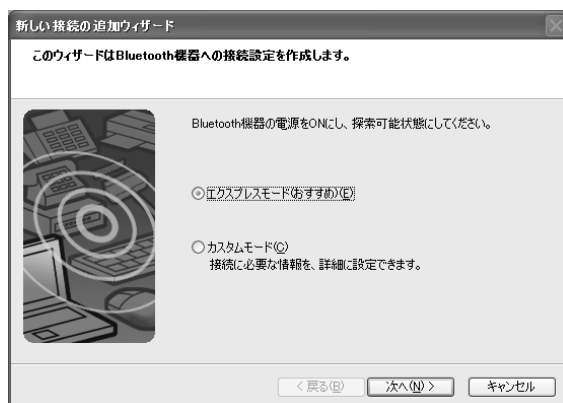 新しい接続の追加ウィザード
このウィザードはBluetooth機器への接続設定を作成します。
Bluetooth機器の電源をONにし、探索可能状態にしてください。
エクスプレスモード(おすすめ)(E)
カスタムモード(C)
接続に必要な情報を、詳細に設定できます。
< 戻る(B) 次へ(N) > キャンセル